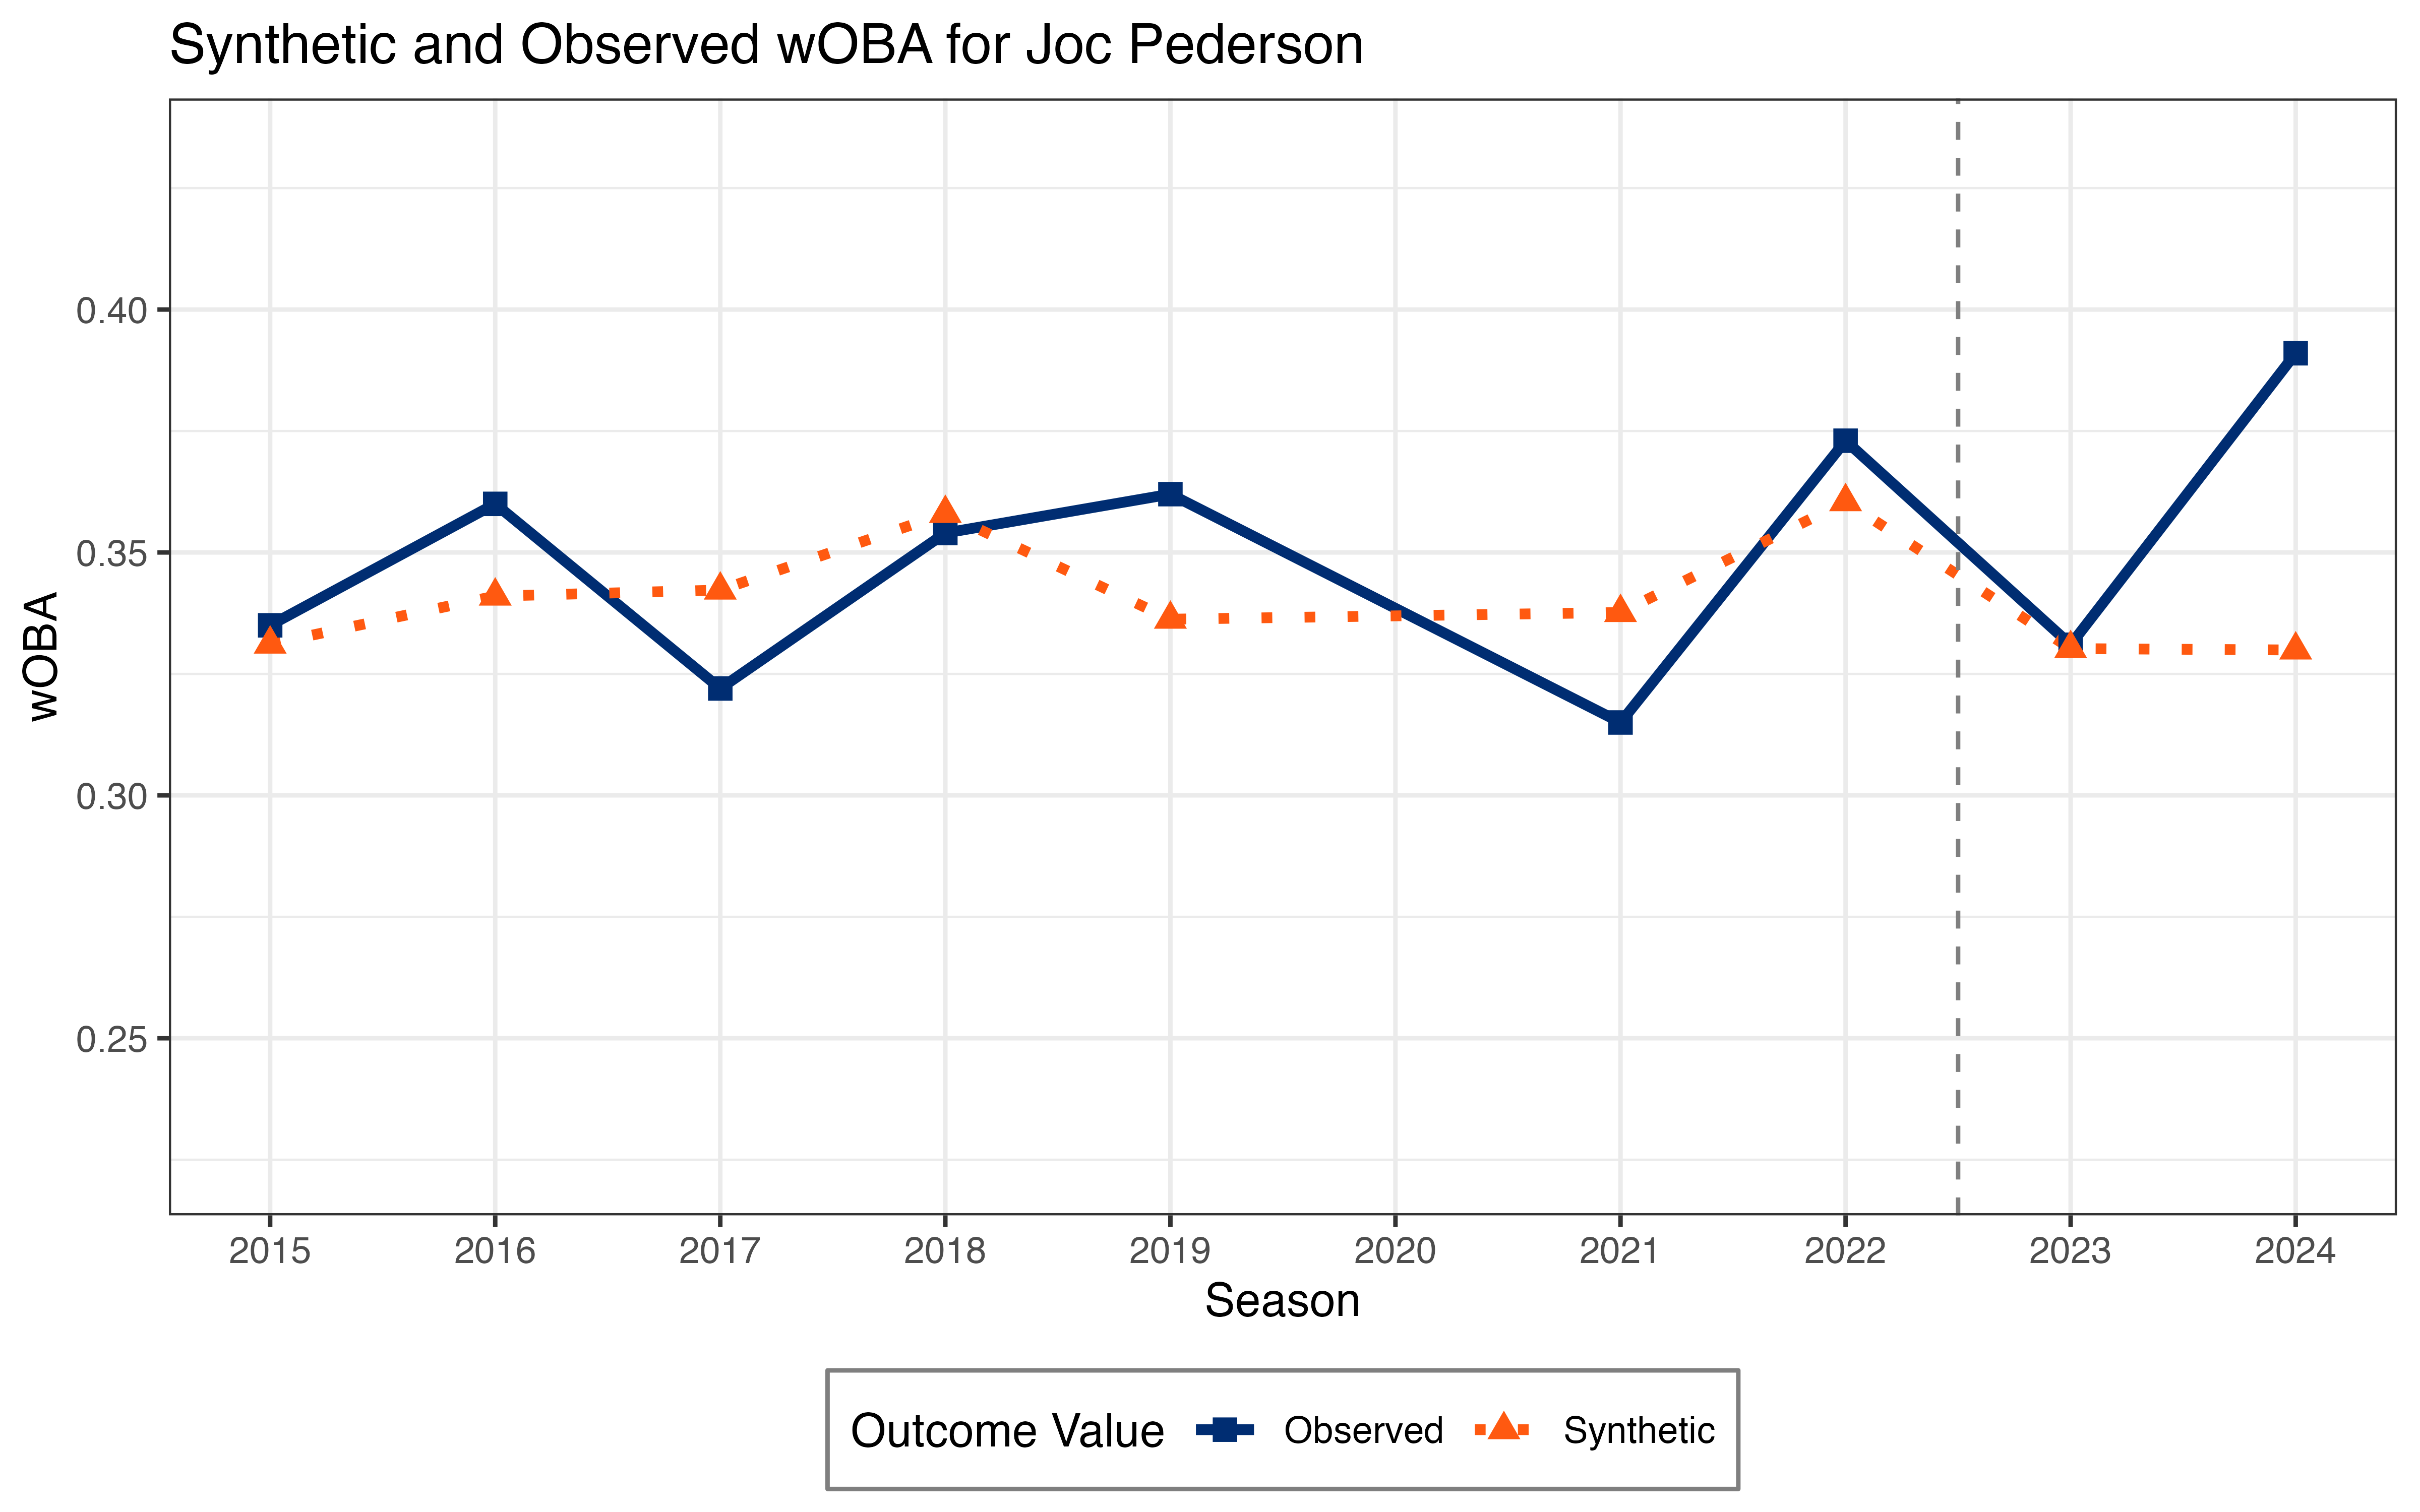 Synthetic and Observed wOBA for Joc Pederson
wOBA
0.40
0.35
0.30
0.25
2015 2016 2017 2018 2019 2020 2021 2022 2023 2024
Season
Outcome Value Observed Synthetic